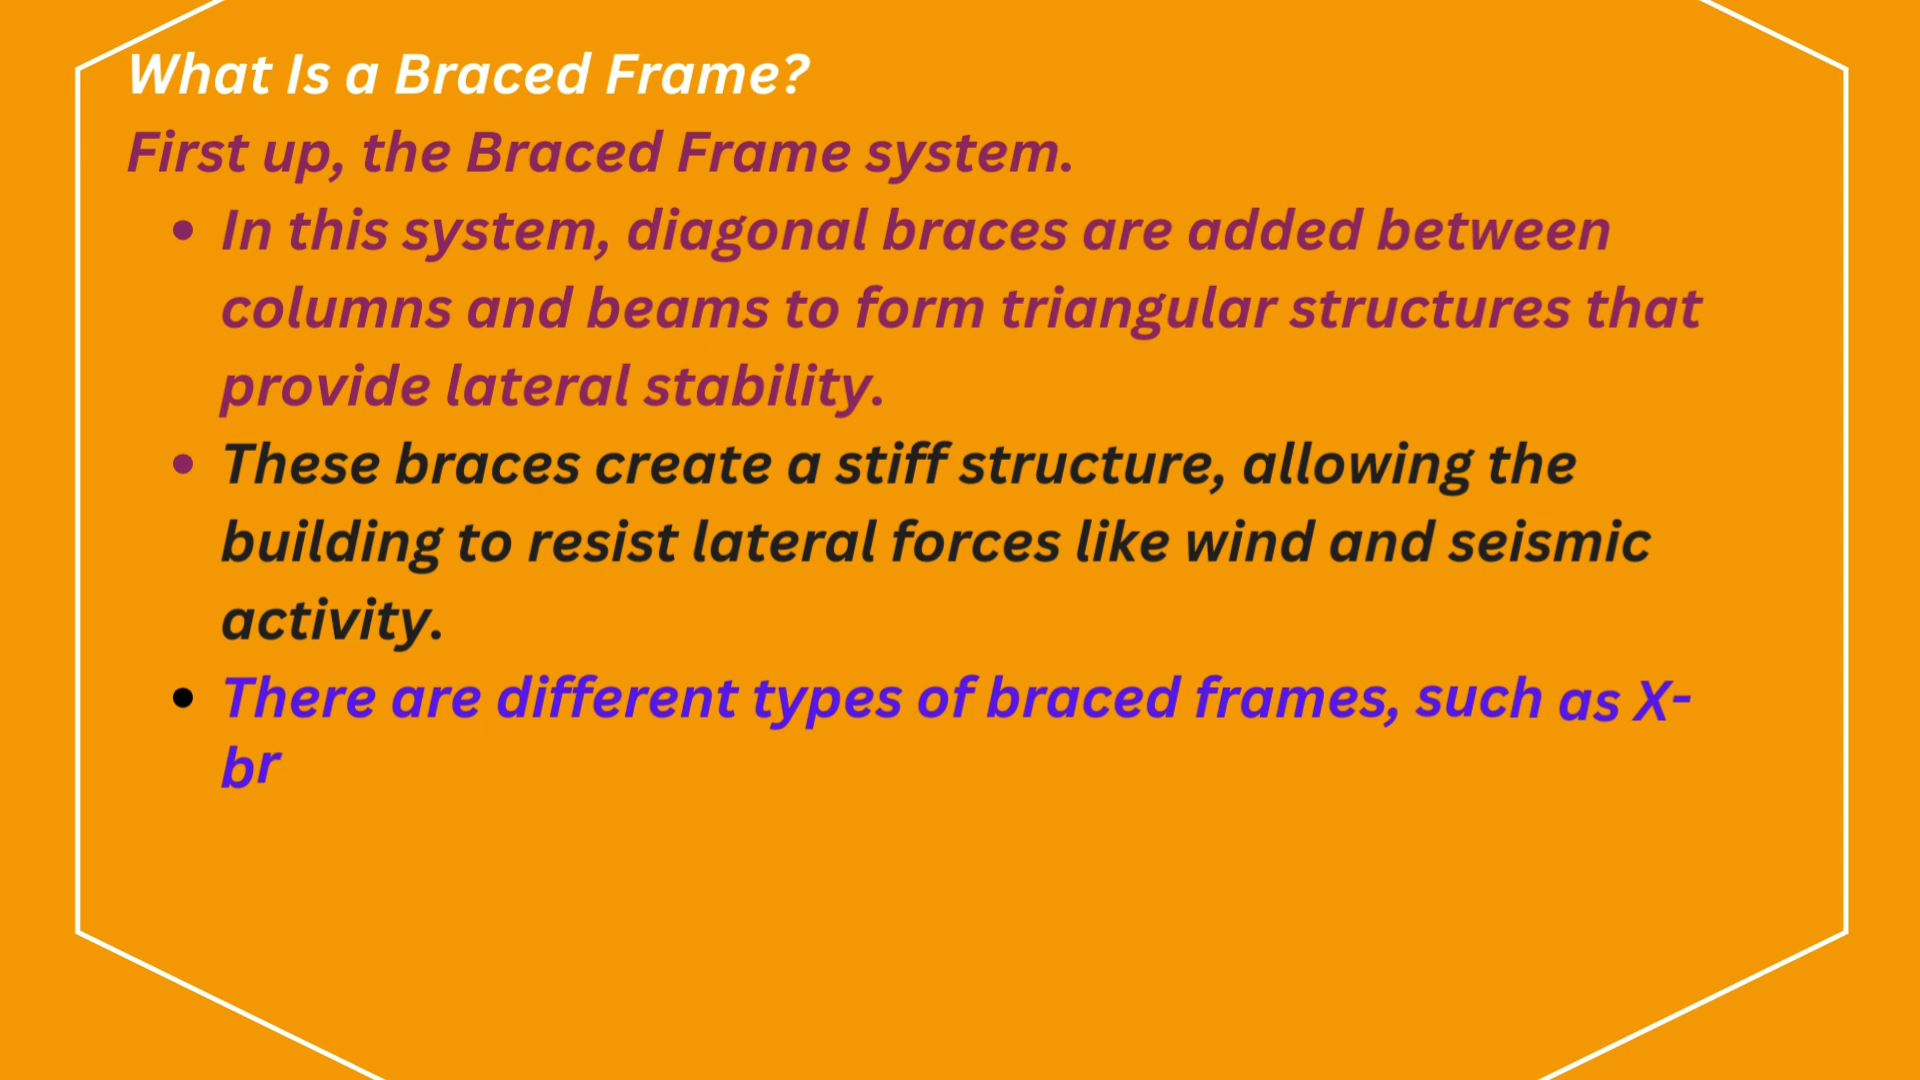 What Is a Braced Frame?
First up, the Braced Frame system.
• In this system, diagonal braces are added between
columns and beams to form triangular structures that
provide lateral stability.
• These braces create a stiff structure, allowing the
building to resist lateral forces like wind and seismic
activity.
• There are different types of braced frames, such as X-
br